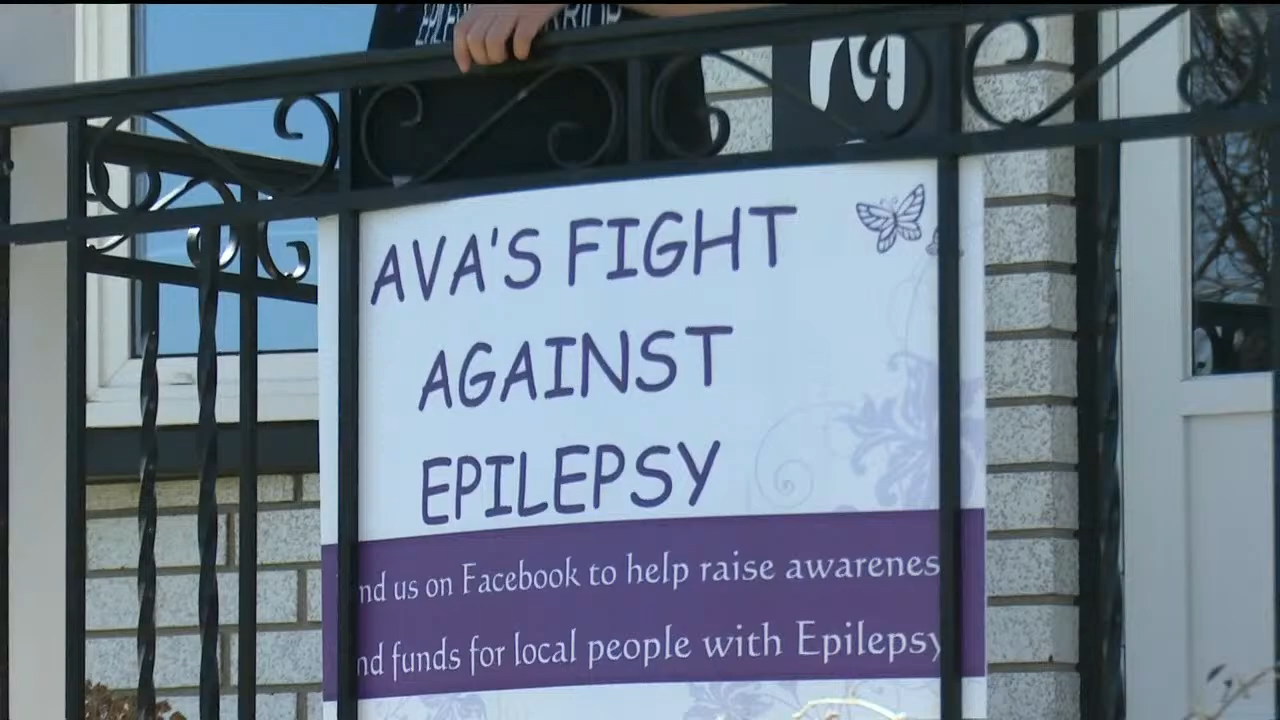 AVA'S FIGHT
AGAINST
EPILEPSY
nd us on Facebook to help raise awarenes
nd funds for local people with Epilepsy